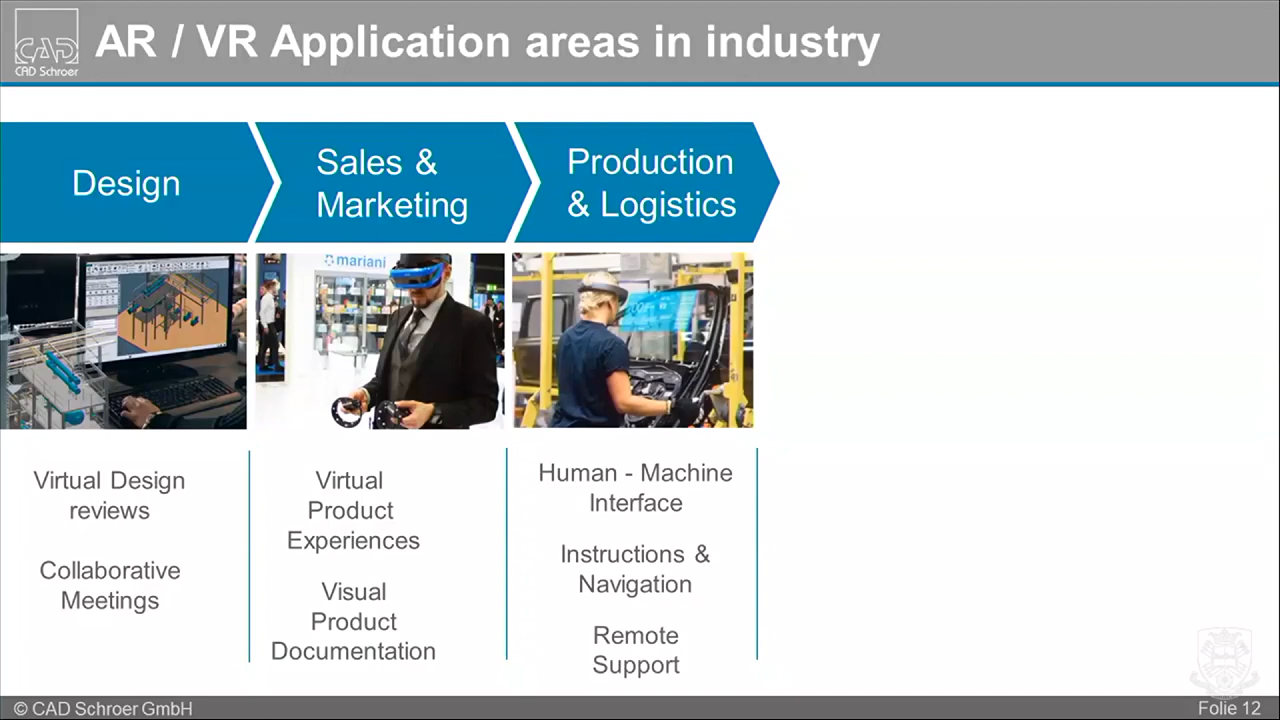 CAD
CAD Schroer
AR / VR Application areas in industry
Design
Sales &
Marketing
Production
& Logistics
mariani
Virtual Design
reviews
Collaborative
Meetings
Virtual
Product
Experiences
Visual
Product
Documentation
Human - Machine
Interface
Instructions &
Navigation
Remote
Support
© CAD Schroer GmbH
Folie 12